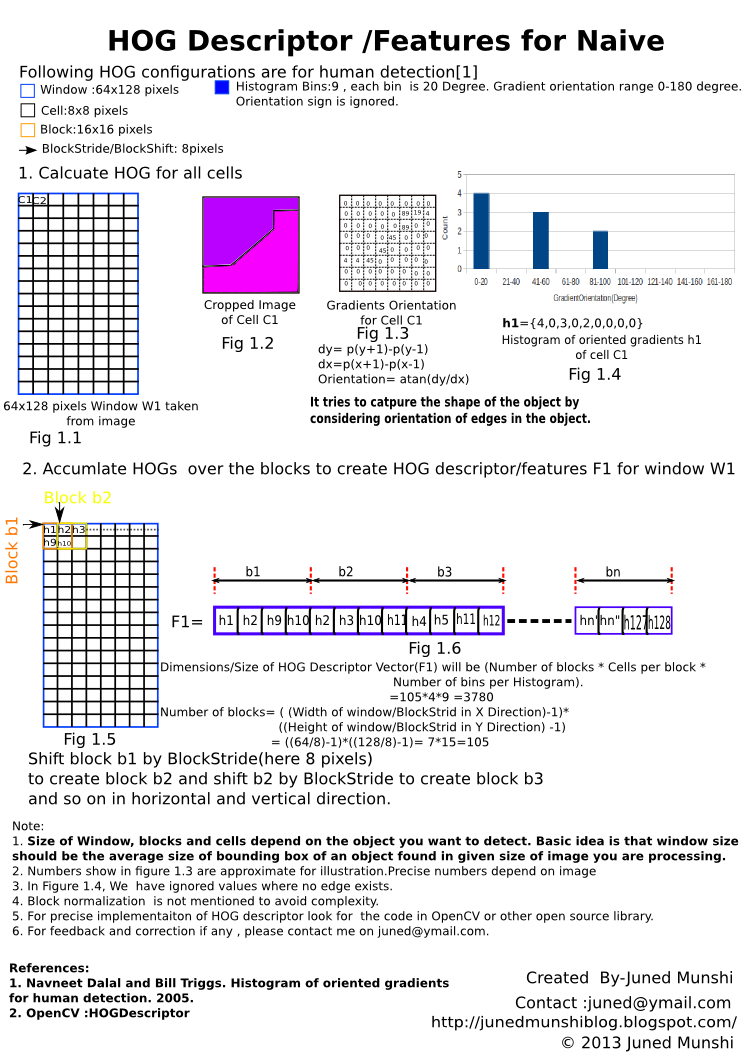 HOG Descriptor /Features for Naive
Following HOG configurations are for human detection[1]
Window :64x128 pixels
Cell:8x8 pixels
Block:16x16 pixels
BlockStride/BlockShift: 8pixels
Histogram Bins:9 , each bin is 20 Degree. Gradient orientation range 0-180 degree.
Orientation sign is ignored.
1. Calcuate HOG for all cells
C1 C2
64x128 pixels Window W1 taken
from image
Fig 1.1
Cropped Image
of Cell C1
Fig 1.2
0 0 0 0 0 0 0 0
0 0 0 0 0 89 19 4
0 0 0 0 0 89 0 0
0 0 0 0 45 0 0 0
0 0 0 45 0 0 0 0
4 4 45 0 0 0 0 0
0 0 0 0 0 0 0 0
0 0 0 0 0 0 0 0
Gradients Orientation
for Cell C1
Fig 1.3
dy= p(y+1)-p(y-1)
dx=p(x+1)-p(x-1)
Orientation= atan(dy/dx)
5
4
3
2
1
0
Count
0-20 21-40 41-60 61-80 81-100 101-120 121-140 141-160 161-180
GradientOrientation(Degree)
h1={4,0,3,0,2,0,0,0,0}
Histogram of oriented gradients h1
of cell C1
Fig 1.4
It tries to catpure the shape of the object by
considering orientation of edges in the object.
2. Accumlate HOGs over the blocks to create HOG descriptor/features F1 for window W1
Block b2
Block b1
h1 h2 h3
h9 h10
Fig 1.5
b1 b2 b3 bn
F1= h1 h2 h9 h10 h2 h3 h10 h11 h4 h5 h11 h12 hn' hn" h127 h128
Fig 1.6
Dimensions/Size of HOG Descriptor Vector(F1) will be (Number of blocks * Cells per block *
Number of bins per Histogram).
=105*4*9 =3780
Number of blocks= ( (Width of window/BlockStrid in X Direction)-1)*
((Height of window/BlockStrid in Y Direction) -1)
= ((64/8)-1)*((128/8)-1)= 7*15=105
Shift block b1 by BlockStride(here 8 pixels)
to create block b2 and shift b2 by BlockStride to create block b3
and so on in horizontal and vertical direction.
Note:
1. Size of Window, blocks and cells depend on the object you want to detect. Basic idea is that window size
should be the average size of bounding box of an object found in given size of image you are processing.
2. Numbers show in figure 1.3 are approximate for illustration.Precise numbers depend on image
3. In Figure 1.4, We have ignored values where no edge exists.
4. Block normalization is not mentioned to avoid complexity.
5. For precise implementaiton of HOG descriptor look for the code in OpenCV or other open source library.
6. For feedback and correction if any , please contact me on juned@ymail.com.
References:
1. Navneet Dalal and Bill Triggs. Histogram of oriented gradients
for human detection. 2005.
2. OpenCV :HOGDescriptor
Created By-Juned Munshi
Contact :juned@ymail.com
http://junedmunshiblog.blogspot.com/
© 2013 Juned Munshi